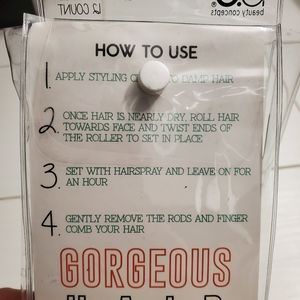 beauty concepts
12 COUNT
HOW TO USE
1. APPLY STYLING TO DAMP HAIR
2. ONCE HAIR IS NEARLY DRY, ROLL HAIR
TOWARDS FACE AND TWIST ENDS OF
THE ROLLER TO SET IN PLACE
3. SET WITH HAIRSPRAY AND LEAVE ON FOR
AN HOUR
4. GENTLY REMOVE THE RODS AND FINGER
COMB YOUR HAIR
GORGEOUS